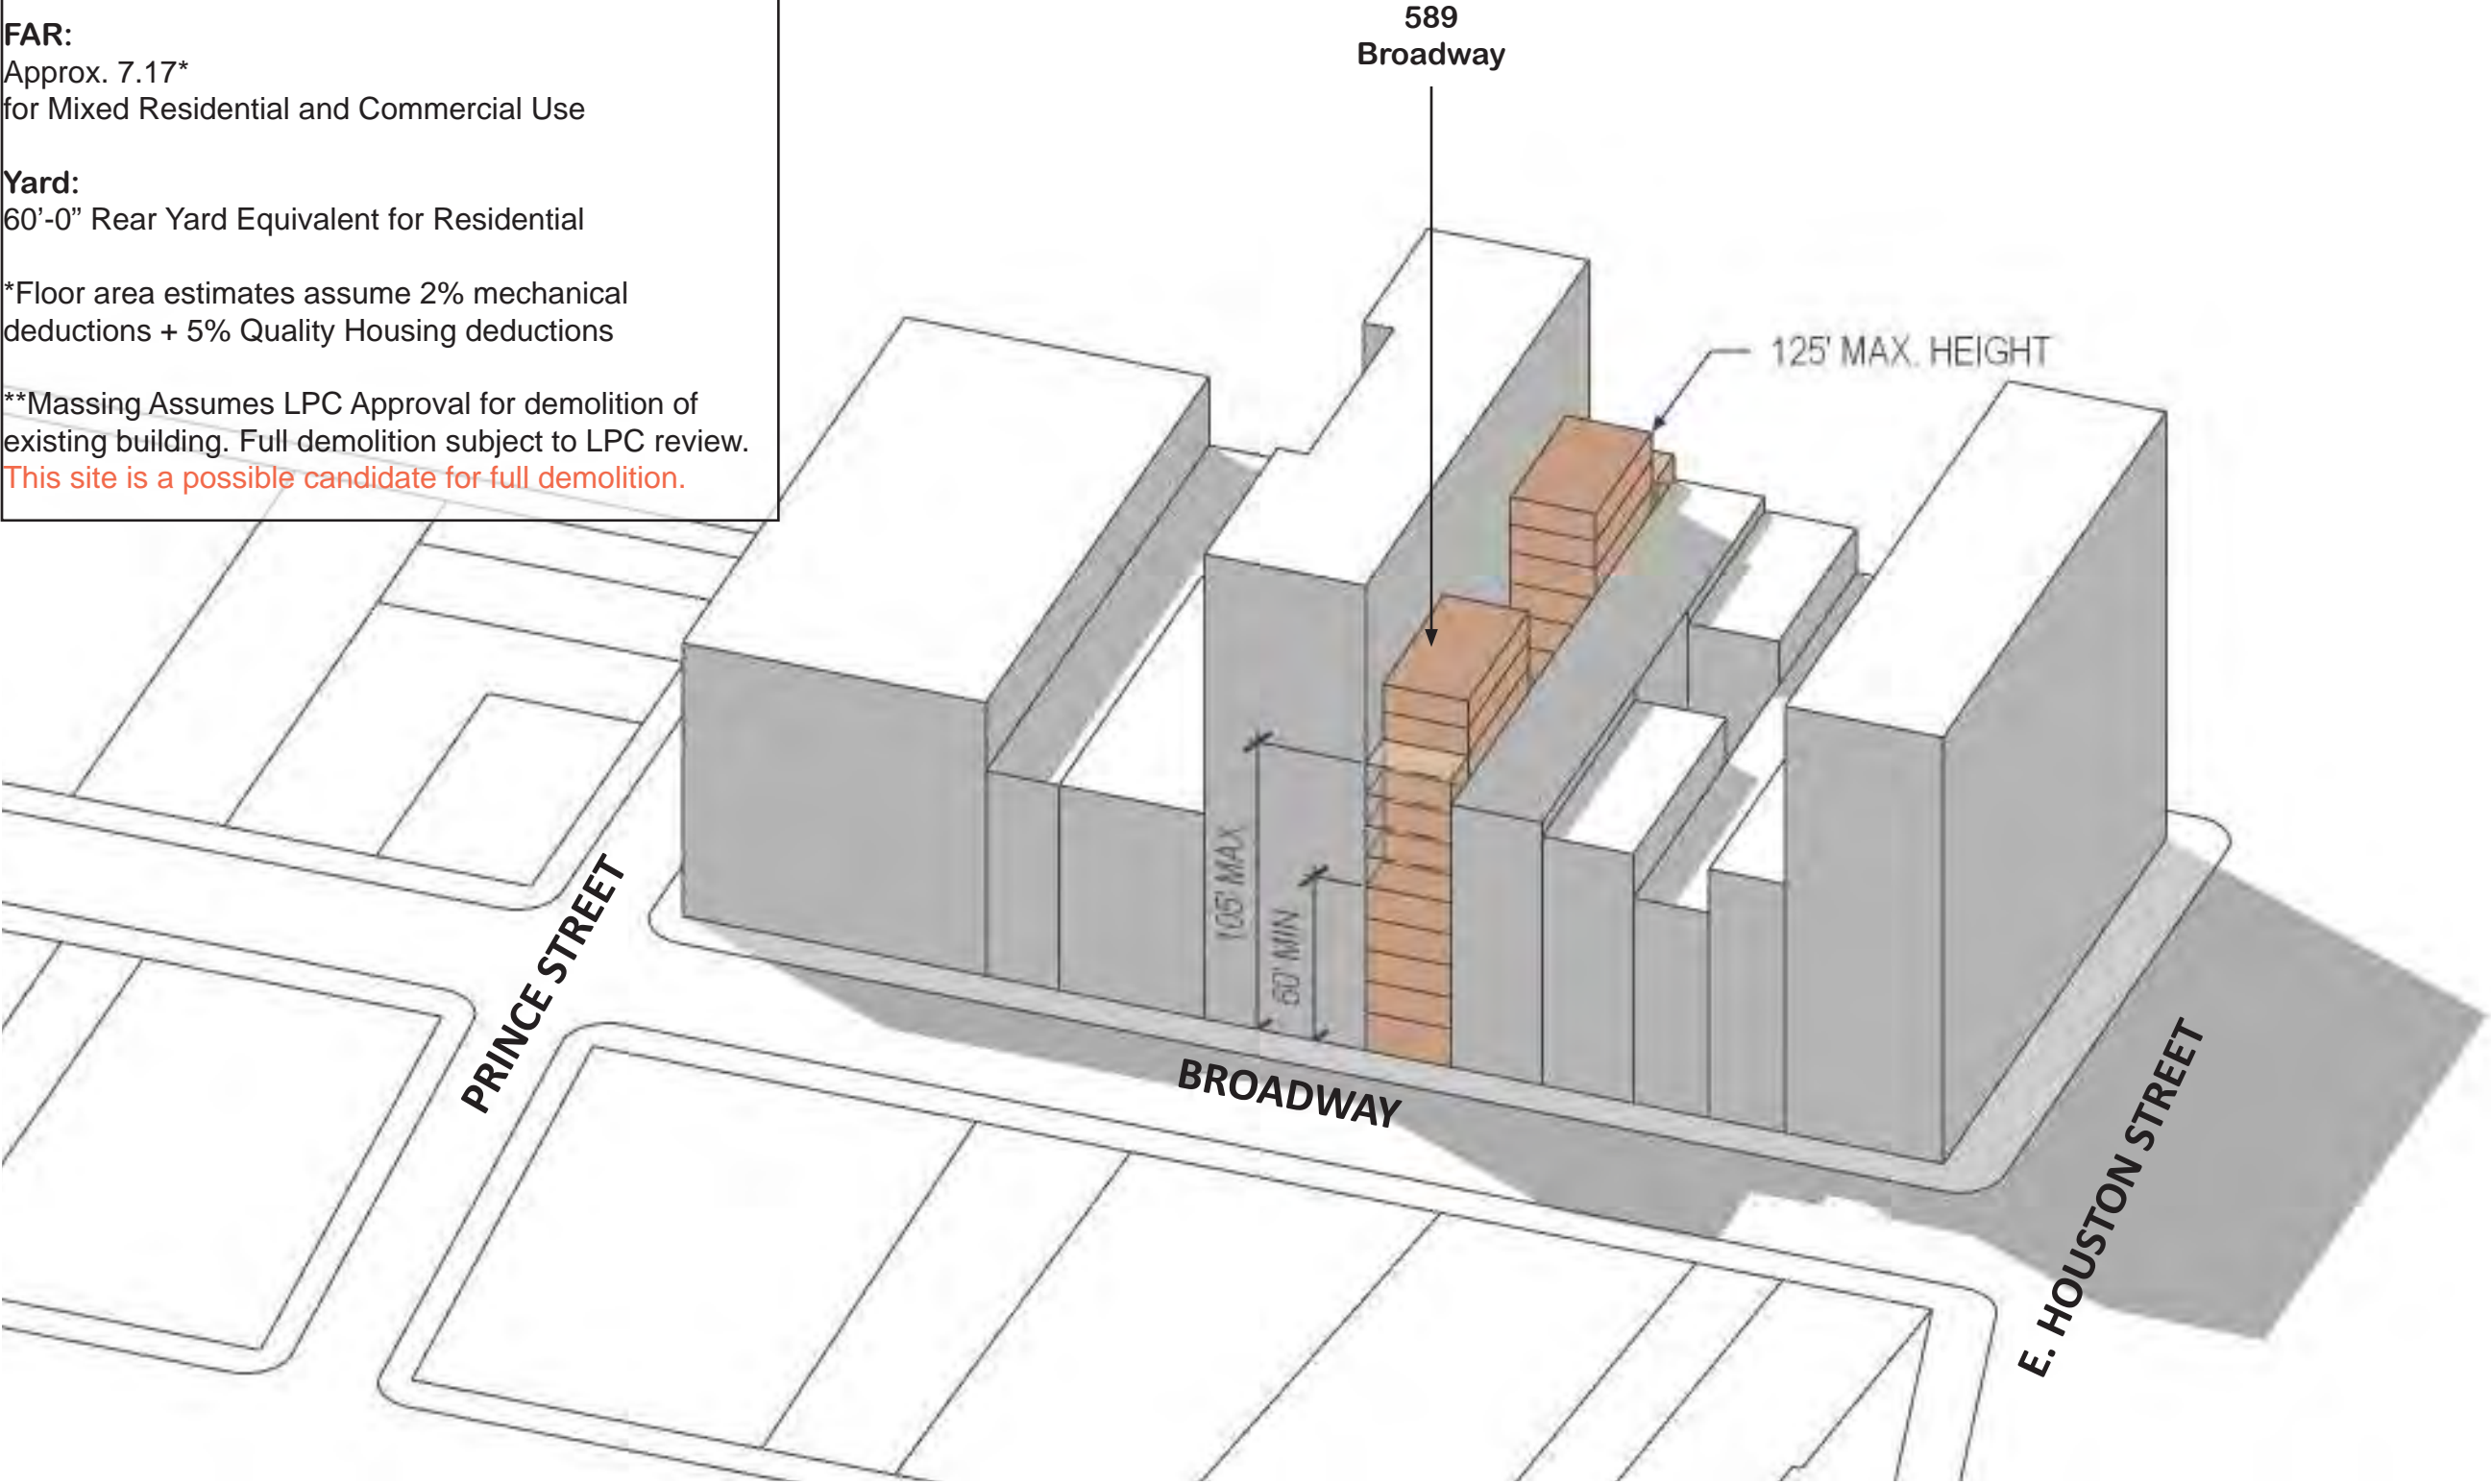 FAR:
Approx. 7.17*
for Mixed Residential and Commercial Use
Yard:
60’-0” Rear Yard Equivalent for Residential
*Floor area estimates assume 2% mechanical
deductions + 5% Quality Housing deductions
**Massing Assumes LPC Approval for demolition of
existing building. Full demolition subject to LPC review.
This site is a possible candidate for full demolition.
589
Broadway
125' MAX. HEIGHT
105' MAX
60' MIN
PRINCE STREET
BROADWAY
E. HOUSTON STREET